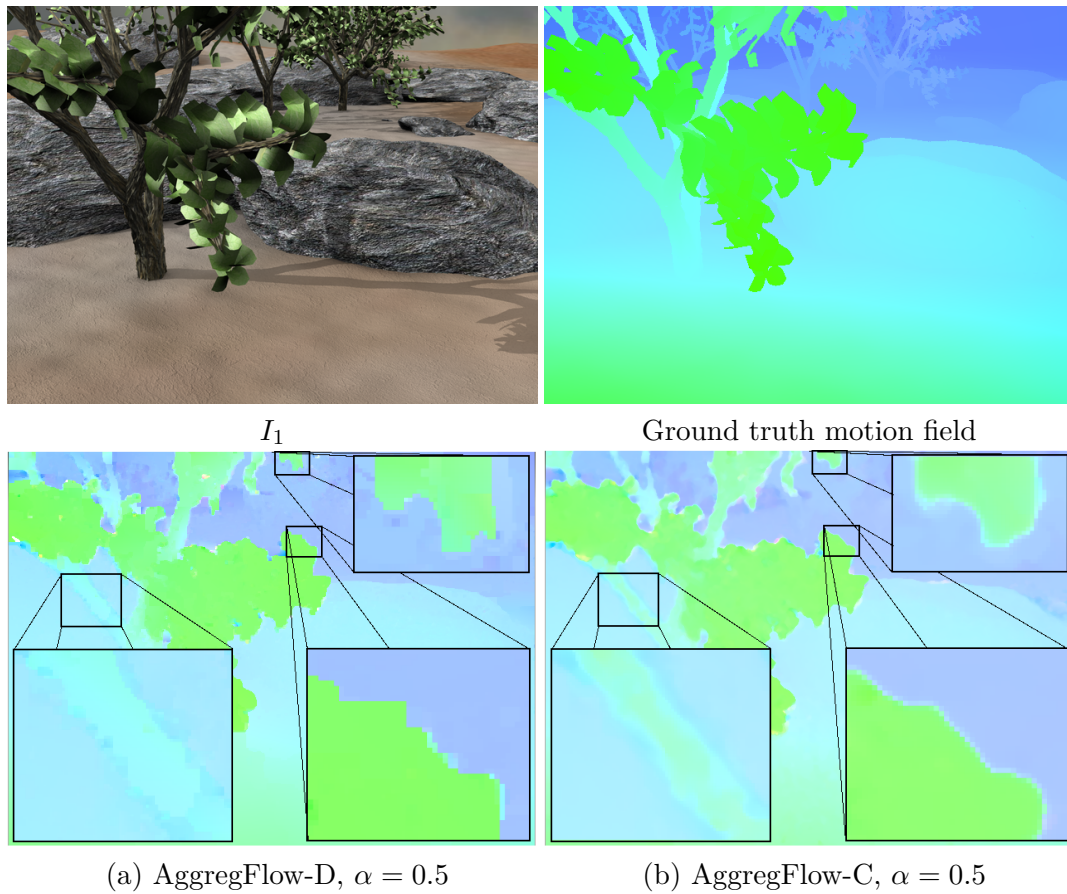 I₁
Ground truth motion field
(a) AggregFlow-D, α = 0.5
(b) AggregFlow-C, α = 0.5